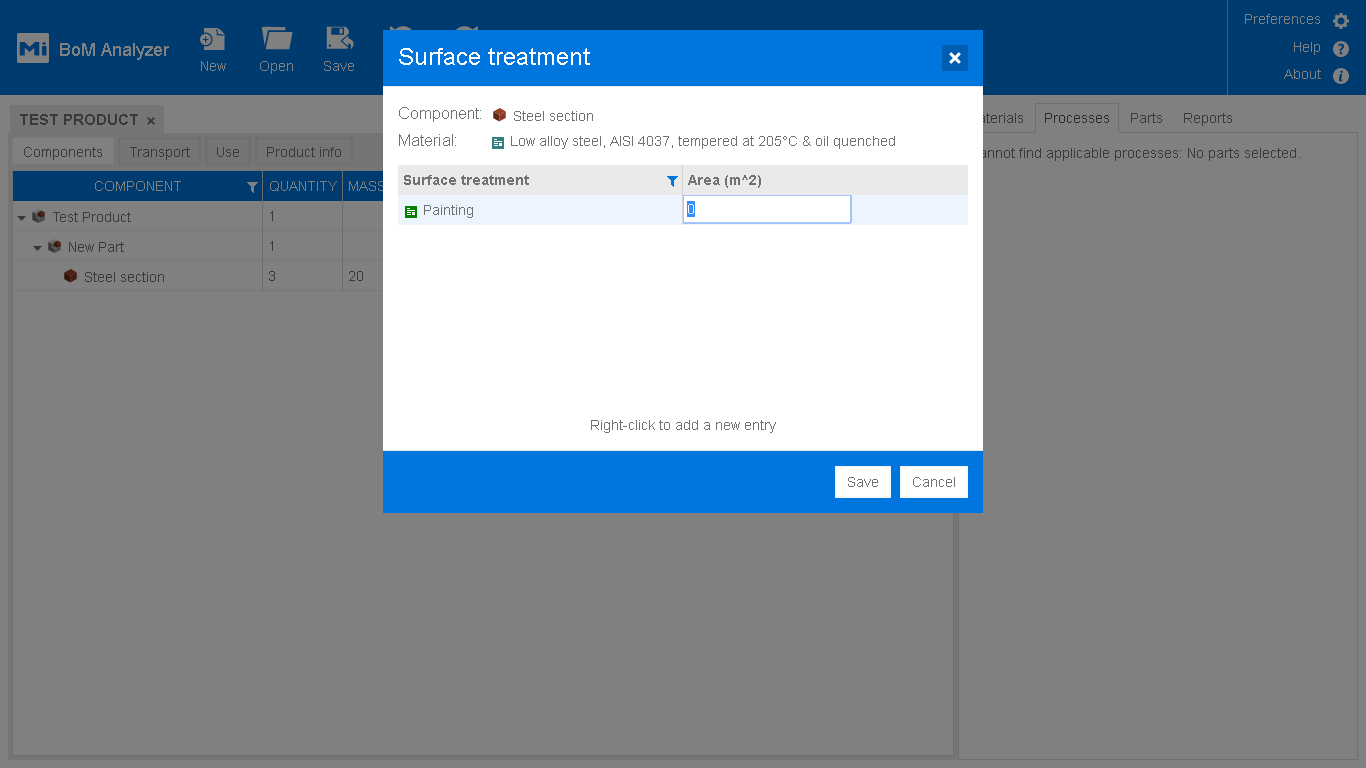 Mi BoM Analyzer
New
Open
Save
Preferences
Help
About
Surface treatment
Component: Steel section
Material: Low alloy steel, AISI 4037, tempered at 205°C & oil quenched
Surface treatment Area (m^2)
Painting 0
Right-click to add a new entry
Save Cancel
TEST PRODUCT ×
Components Transport Use Product info
COMPONENT QUANTITY MASS
Test Product 1
New Part 1
Steel section 3 20
Processes Parts Reports
find applicable processes: No parts selected.